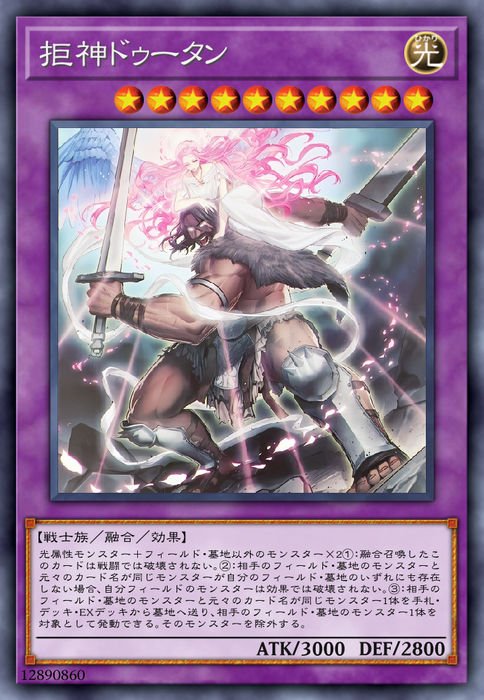 拒神ドゥータン
ひかり
光
【戦士族／融合／効果】
光属性モンスター＋フィールド・墓地以外のモンスター×2①：融合召喚したこ
のカードは戦闘では破壊されない。②：相手のフィールド・墓地のモンスターと
元々のカード名が同じモンスターが自分のフィールド・墓地のいずれにも存在
しない場合、自分フィールドのモンスターは効果では破壊されない。③：相手の
フィールド・墓地のモンスターと元々のカード名が同じモンスター1体を手札・
デッキ・EXデッキから墓地へ送り、相手のフィールド・墓地のモンスター1体を
対象として発動できる。そのモンスターを除外する。
ATK/3000 DEF/2800
12890860